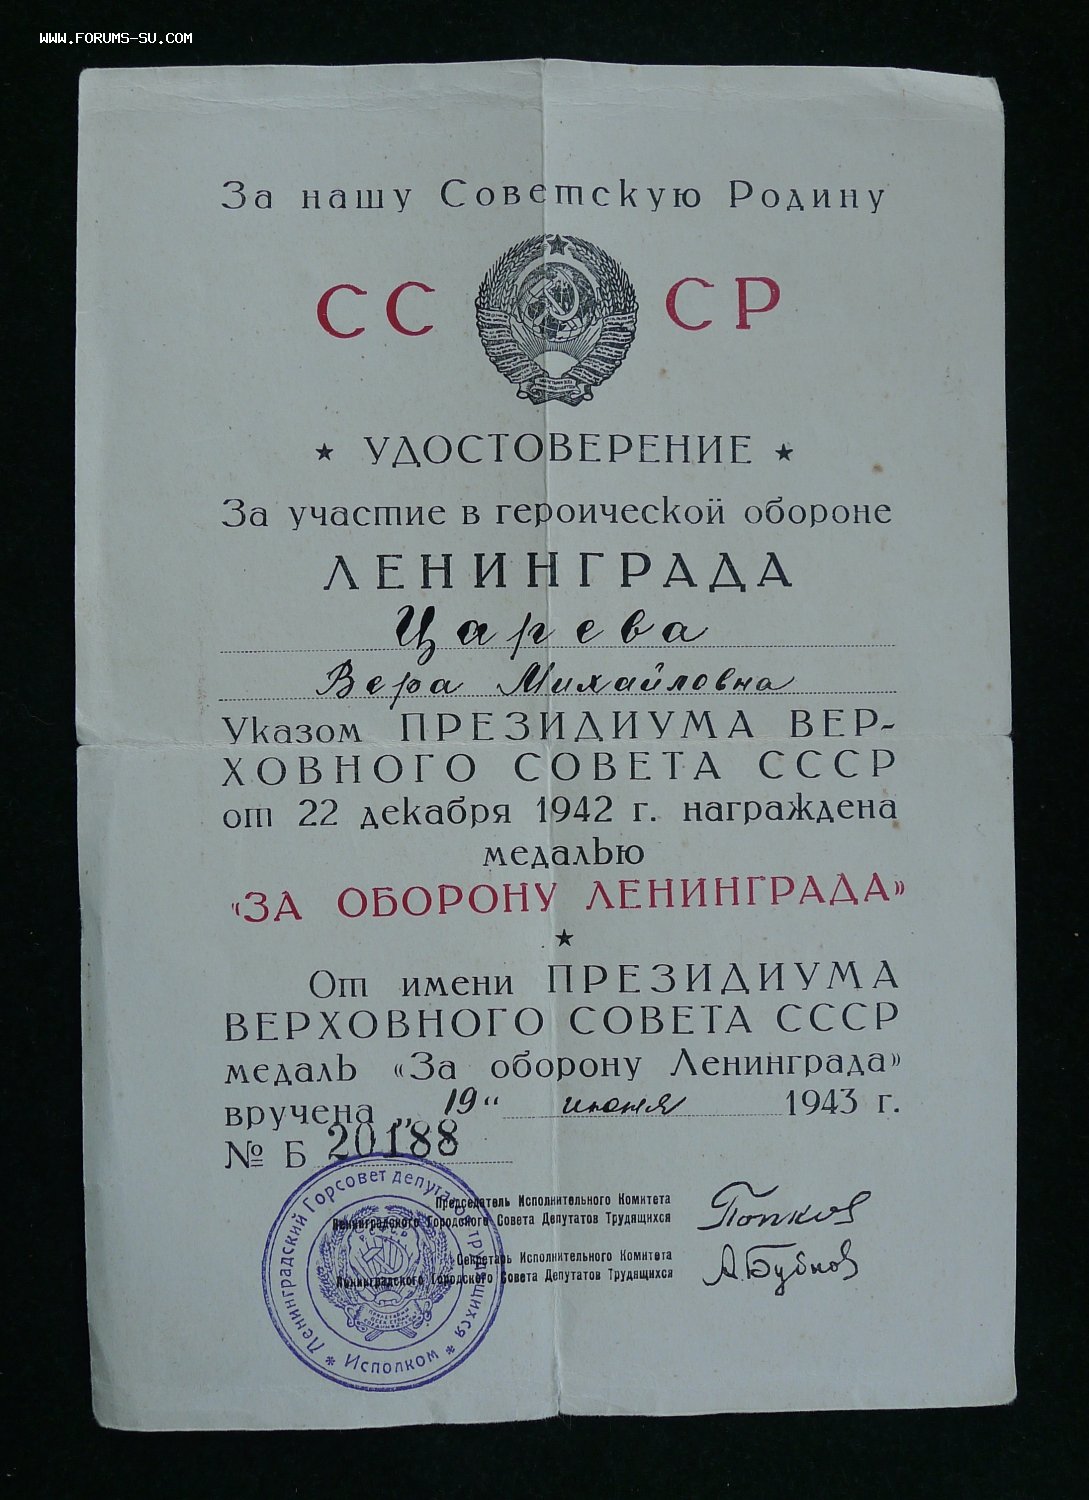 WWW.FORUMS-SU.COM
За нашу Советскую Родину
СС СР
УДОСТОВЕРЕНИЕ
За участие в героической обороне
ЛЕНИНГРАДА
Царева
Вера Михайловна
Указом ПРЕЗИДИУМА ВЕР-
ХОВНОГО СОВЕТА СССР
от 22 декабря 1942 г. награждена
медалью
«ЗА ОБОРОНУ ЛЕНИНГРАДА»
От имени ПРЕЗИДИУМА
ВЕРХОВНОГО СОВЕТА СССР
медаль «За оборону Ленинграда»
вручена „19“ июня 1943 г.
№ Б 20188
Председатель Исполнительного Комитета
Ленинградского Городского Совета Депутатов Трудящихся
Попков
Секретарь Исполнительного Комитета
Ленинградского Городского Совета Депутатов Трудящихся
А.Бубнов
Ленинградский Горсовет депутатов трудящихся
Исполком